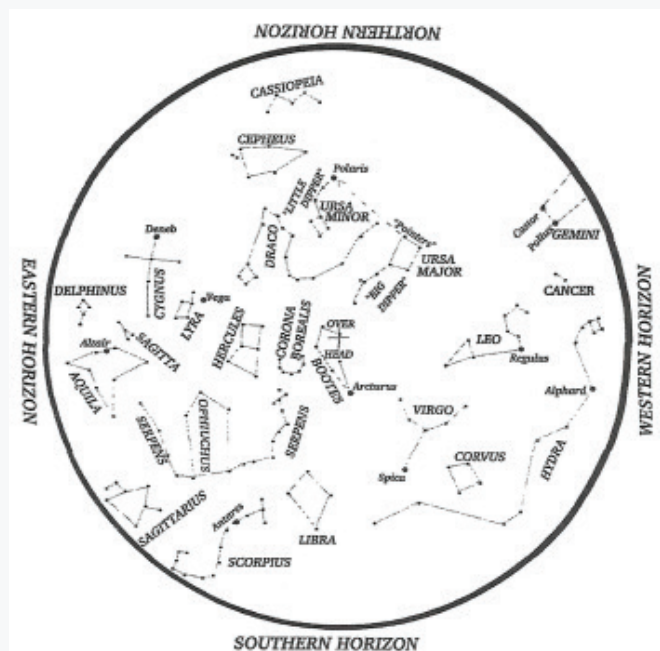 NORTHERN HORIZON
CASSIOPEIA
CEPHEUS
Polaris
"LITTLE
DIPPER"
URSA
MINOR
"Pointers"
Castor
Pollux
GEMINI
Deneb
DRACO
URSA
MAJOR
EASTERN HORIZON
DELPHINUS
CYGNUS
Vega
LYRA
"BIG
DIPPER"
CANCER
WESTERN HORIZON
Altair
SAGITTA
HERCULES
CORONA
BOREALIS
OVER
HEAD
BOOTES
LEO
Regulus
AQUILA
Arcturus
Alphard
SERPENS
OPHIUCHUS
SERPENS
VIRGO
Spica
CORVUS
HYDRA
SAGITTARIUS
Antares
LIBRA
SCORPIUS
SOUTHERN HORIZON